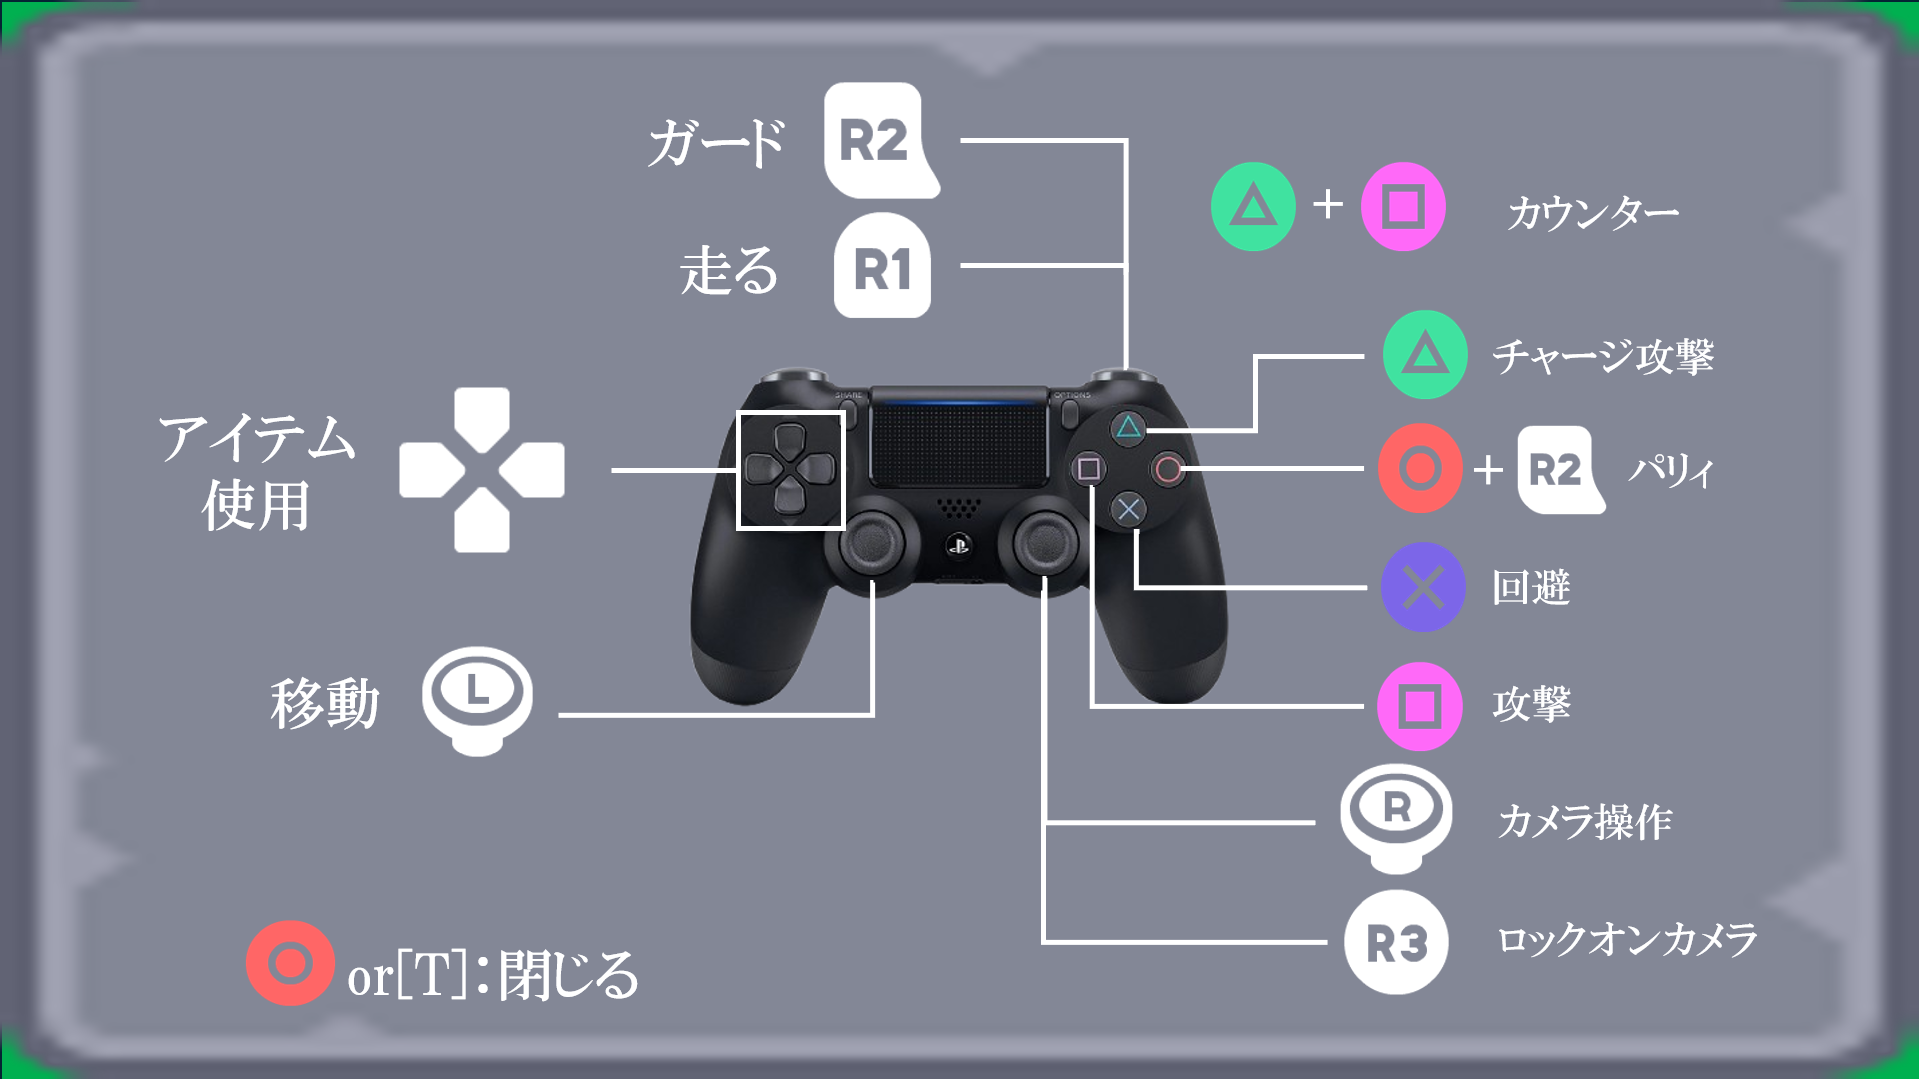 ガード R2
走る R1
△ + □ カウンター
△ チャージ攻撃
SHARE OPTIONS
アイテム
使用
○ + R2 パリィ
× 回避
移動 L
□ 攻撃
R カメラ操作
R3 ロックオンカメラ
○ or[T]:閉じる